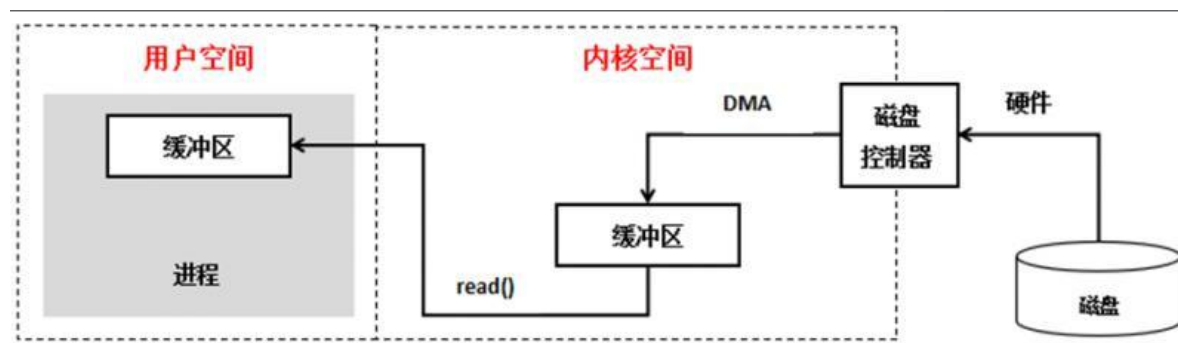 用户空间
内核空间
DMA
磁盘
控制器
硬件
缓冲区
缓冲区
进程
read()
磁盘